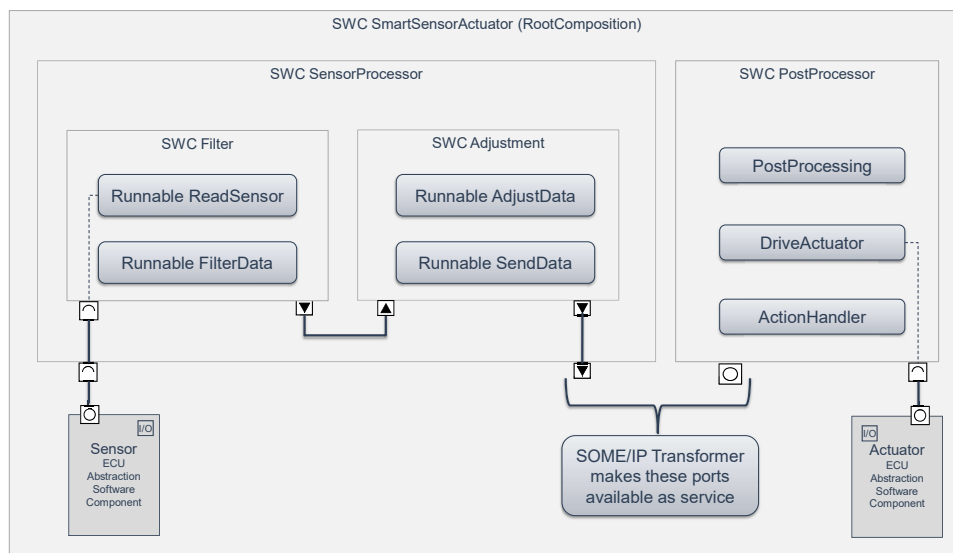 SWC SmartSensorActuator (RootComposition)
SWC SensorProcessor
SWC PostProcessor
SWC Filter
SWC Adjustment
Runnable ReadSensor
Runnable AdjustData
PostProcessing
Runnable FilterData
Runnable SendData
DriveActuator
ActionHandler
I/O
Sensor
ECU
Abstraction
Software
Component
SOME/IP Transformer
makes these ports
available as service
I/O
Actuator
ECU
Abstraction
Software
Component